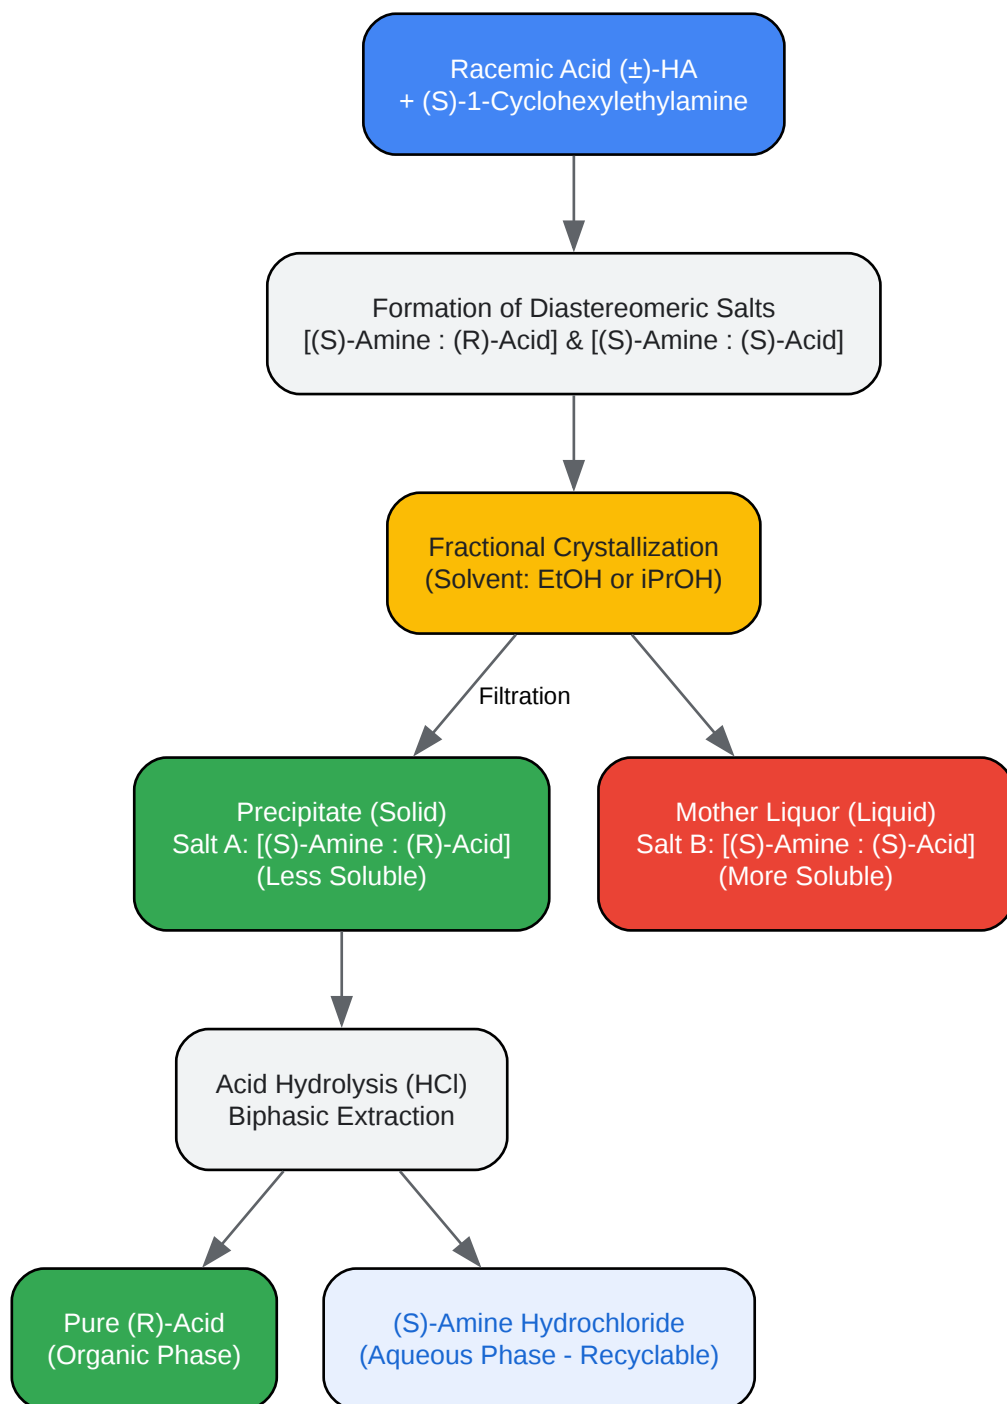 Racemic Acid (±)-HA
+ (S)-1-Cyclohexylethylamine
Formation of Diastereomeric Salts
[(S)-Amine : (R)-Acid] & [(S)-Amine : (S)-Acid]
Fractional Crystallization
(Solvent: EtOH or iPrOH)
Filtration
Precipitate (Solid)
Salt A: [(S)-Amine : (R)-Acid]
(Less Soluble)
Mother Liquor (Liquid)
Salt B: [(S)-Amine : (S)-Acid]
(More Soluble)
Acid Hydrolysis (HCl)
Biphasic Extraction
Pure (R)-Acid
(Organic Phase)
(S)-Amine Hydrochloride
(Aqueous Phase - Recyclable)